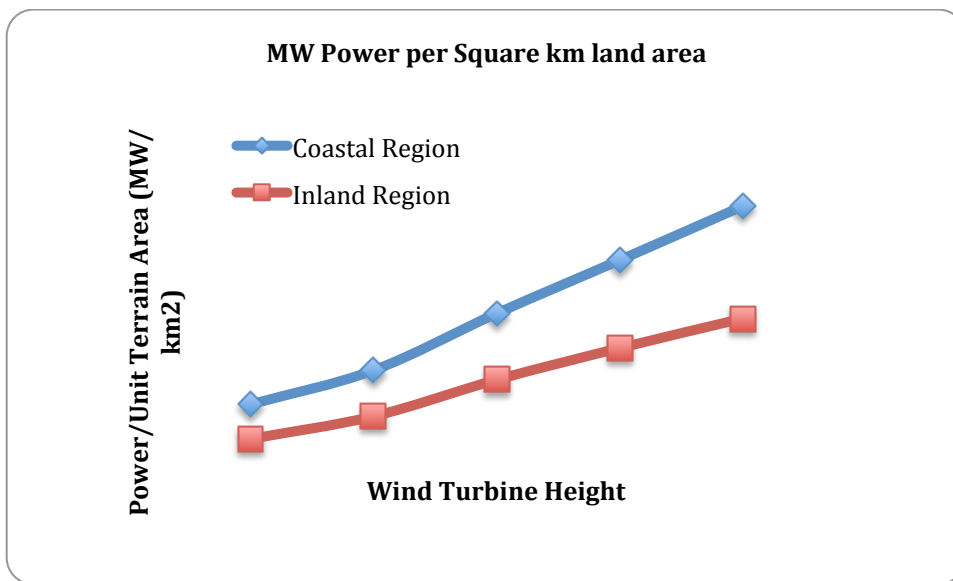 MW Power per Square km land area
Coastal Region
Inland Region
Power/Unit Terrain Area (MW/
km2)
Wind Turbine Height